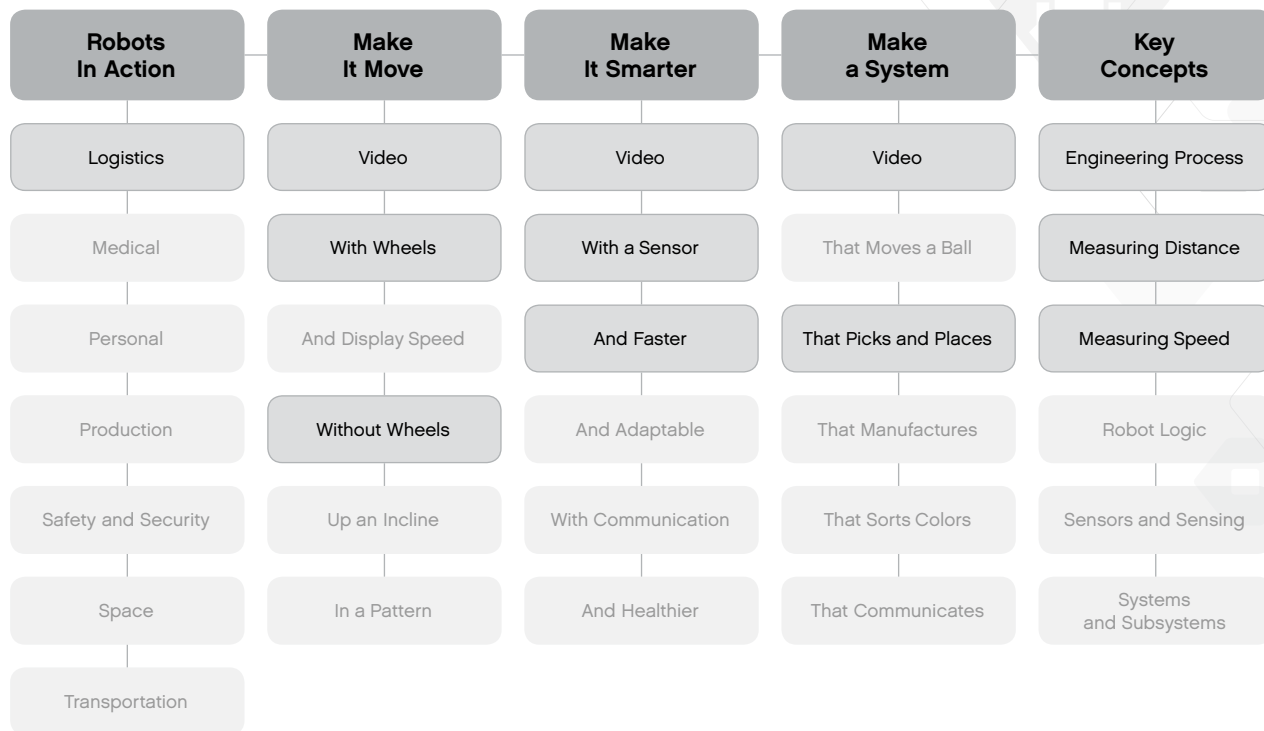 Robots
In Action
Make
It Move
Make
It Smarter
Make
a System
Key
Concepts
Logistics
Video
Video
Video
Engineering Process
Medical
With Wheels
With a Sensor
That Moves a Ball
Measuring Distance
Personal
And Display Speed
And Faster
That Picks and Places
Measuring Speed
Production
Without Wheels
And Adaptable
That Manufactures
Robot Logic
Safety and Security
Up an Incline
With Communication
That Sorts Colors
Sensors and Sensing
Space
In a Pattern
And Healthier
That Communicates
Systems
and Subsystems
Transportation